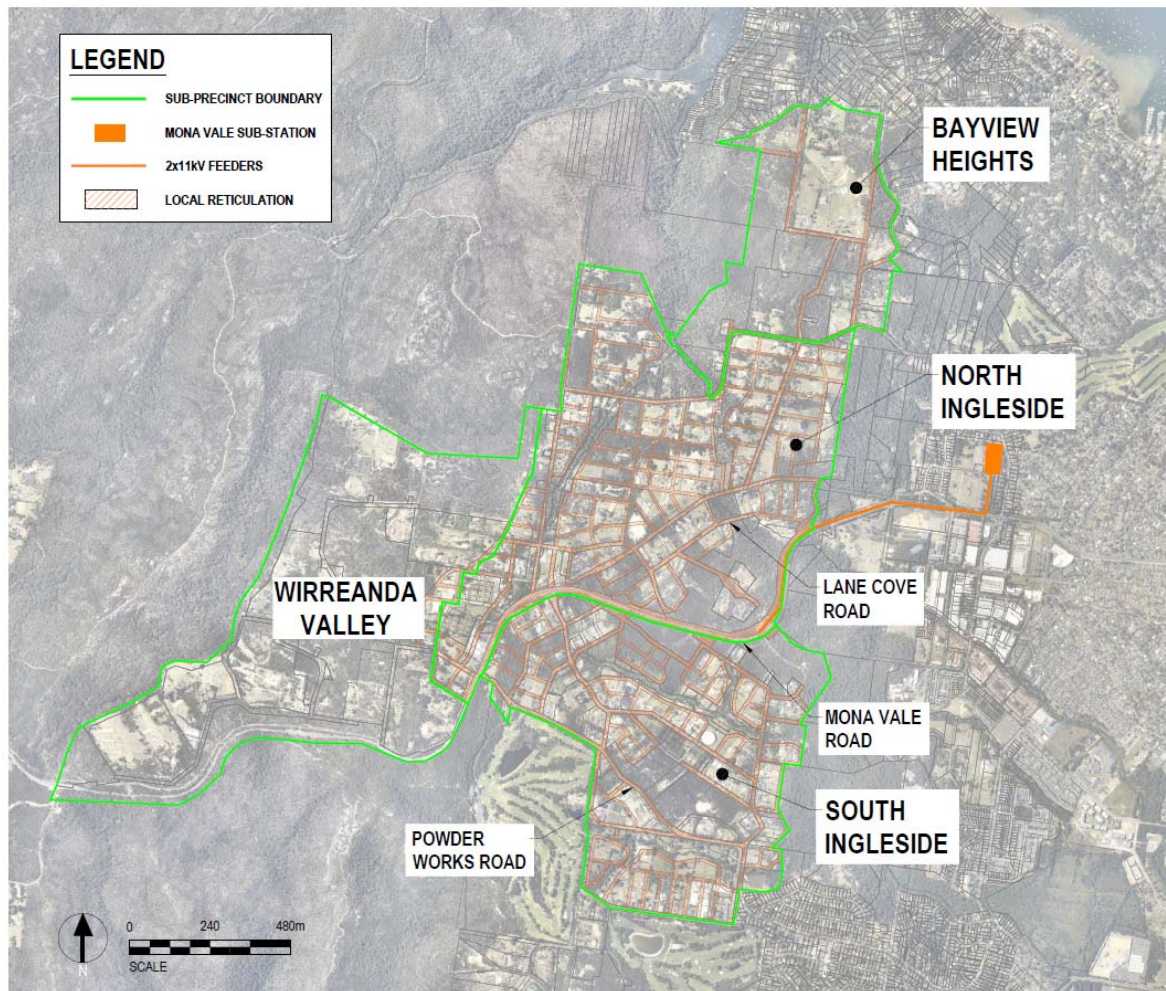 LEGEND
SUB-PRECINCT BOUNDARY
MONA VALE SUB-STATION
2x11kV FEEDERS
LOCAL RETICULATION
BAYVIEW
HEIGHTS
NORTH
INGLESIDE
LANE COVE
ROAD
WIRREANDA
VALLEY
MONA VALE
ROAD
SOUTH
INGLESIDE
POWDER
WORKS ROAD
0 240 480m
SCALE
N